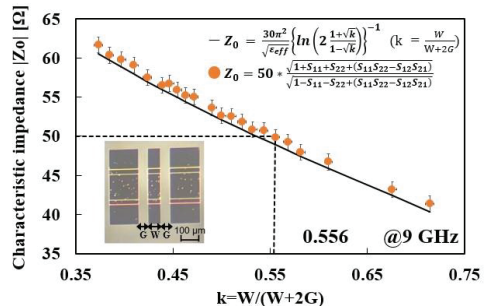 Characteristic impedance |Zo| [Ω]
65
60
55
50
45
40
35
— Z₀ = 30π²/√ε_eff {ln(2 (1+√k)/(1−√k))}⁻¹ (k = W/(W+2G))
● Z₀ = 50 * √(1+S₁₁+S₂₂+(S₁₁S₂₂−S₁₂S₂₁))/√(1−S₁₁−S₂₂+(S₁₁S₂₂−S₁₂S₂₁))
G W G 100 μm
0.556 @9 GHz
0.35 0.45 0.55 0.65 0.75
k=W/(W+2G)